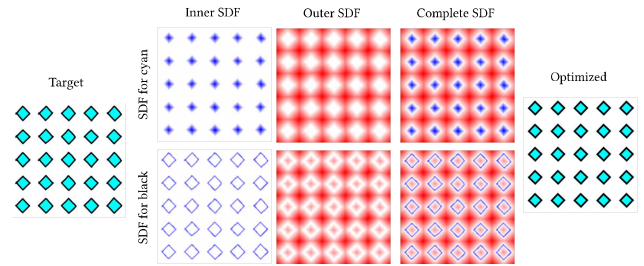 Inner SDF
Outer SDF
Complete SDF
Target
SDF for cyan
Optimized
SDF for black